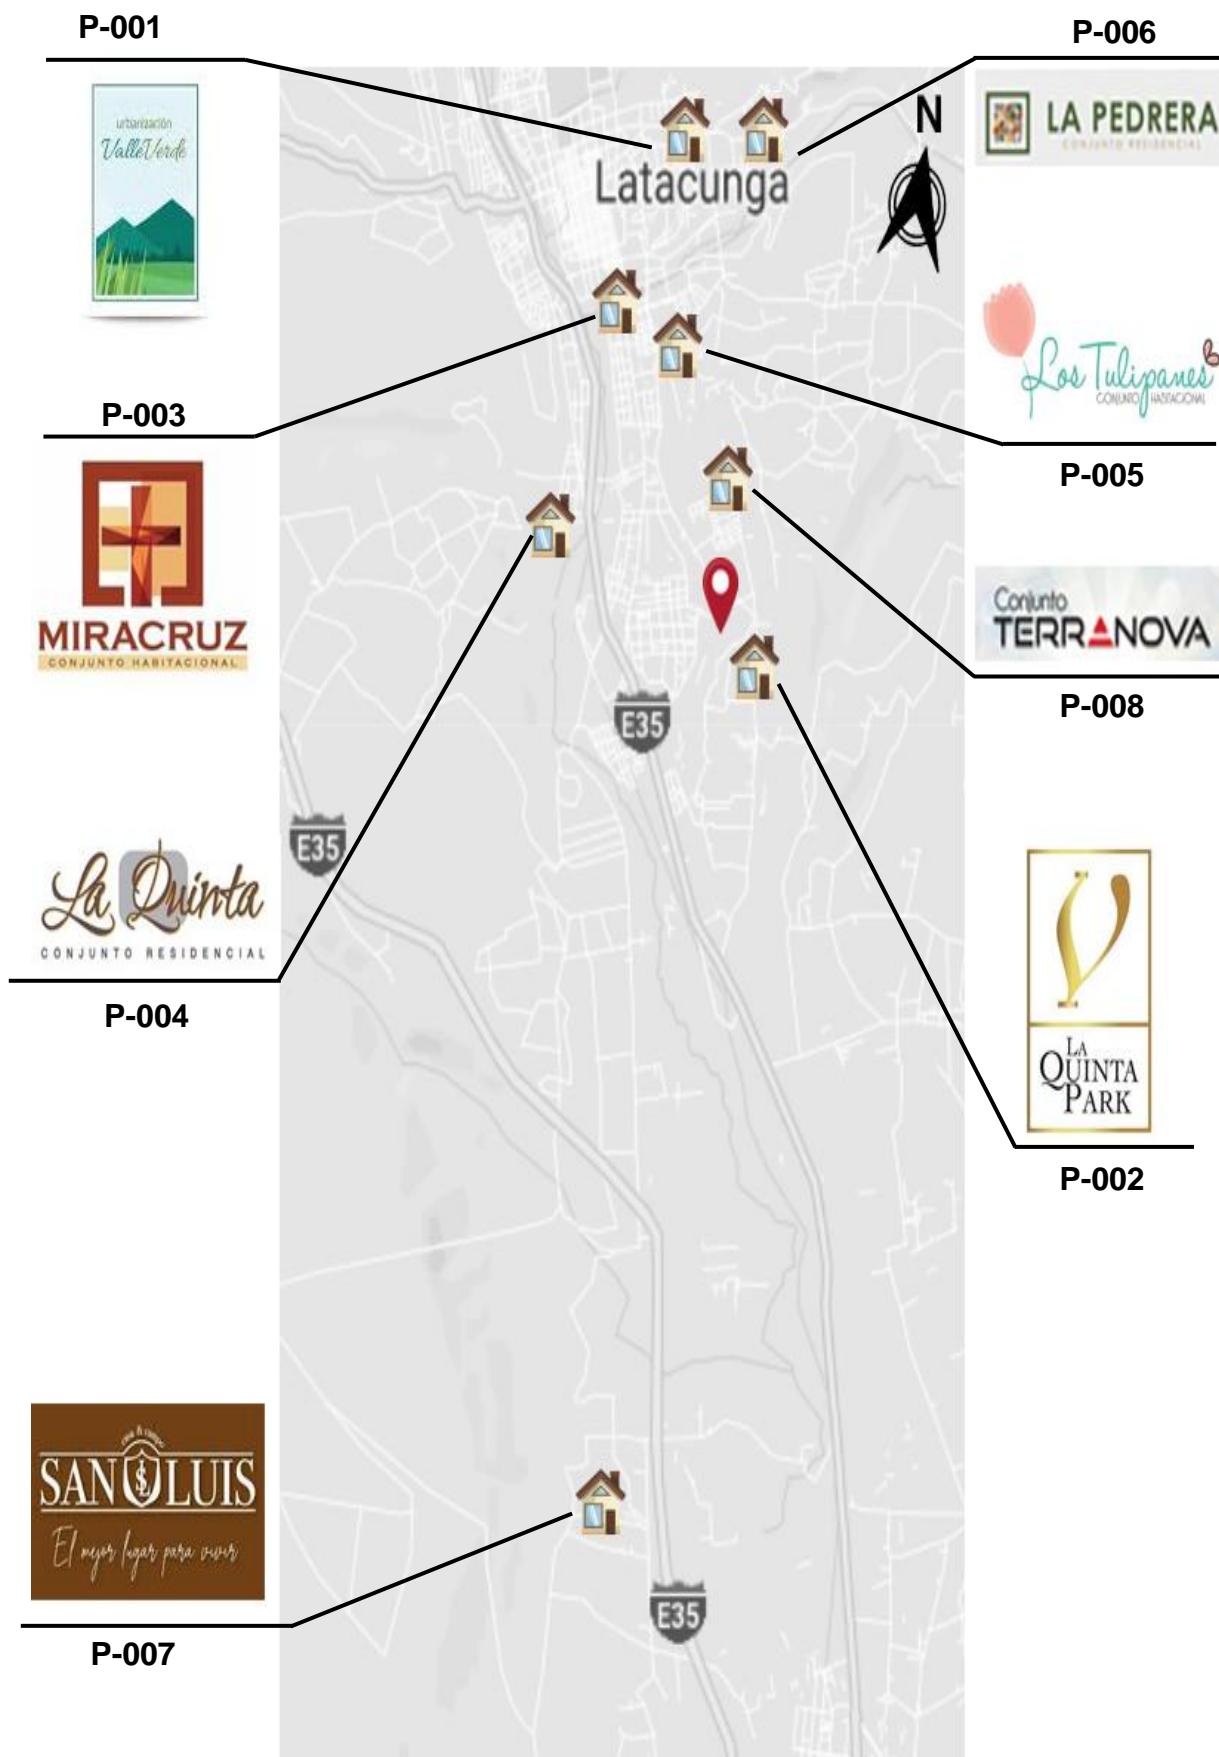 P-001
urbanización
ValleVerde
P-003
MIRACRUZ
CONJUNTO HABITACIONAL
La Quinta
CONJUNTO RESIDENCIAL
P-004
casa & campo
SAN LUIS
El mejor lugar para vivir
P-007
Latacunga
N
E35
E35
E35
P-006
LA PEDRERA
CONJUNTO RESIDENCIAL
Los Tulipanes
CONJUNTO HABITACIONAL
P-005
Conjunto
TERRANOVA
P-008
LA
QUINTA
PARK
P-002